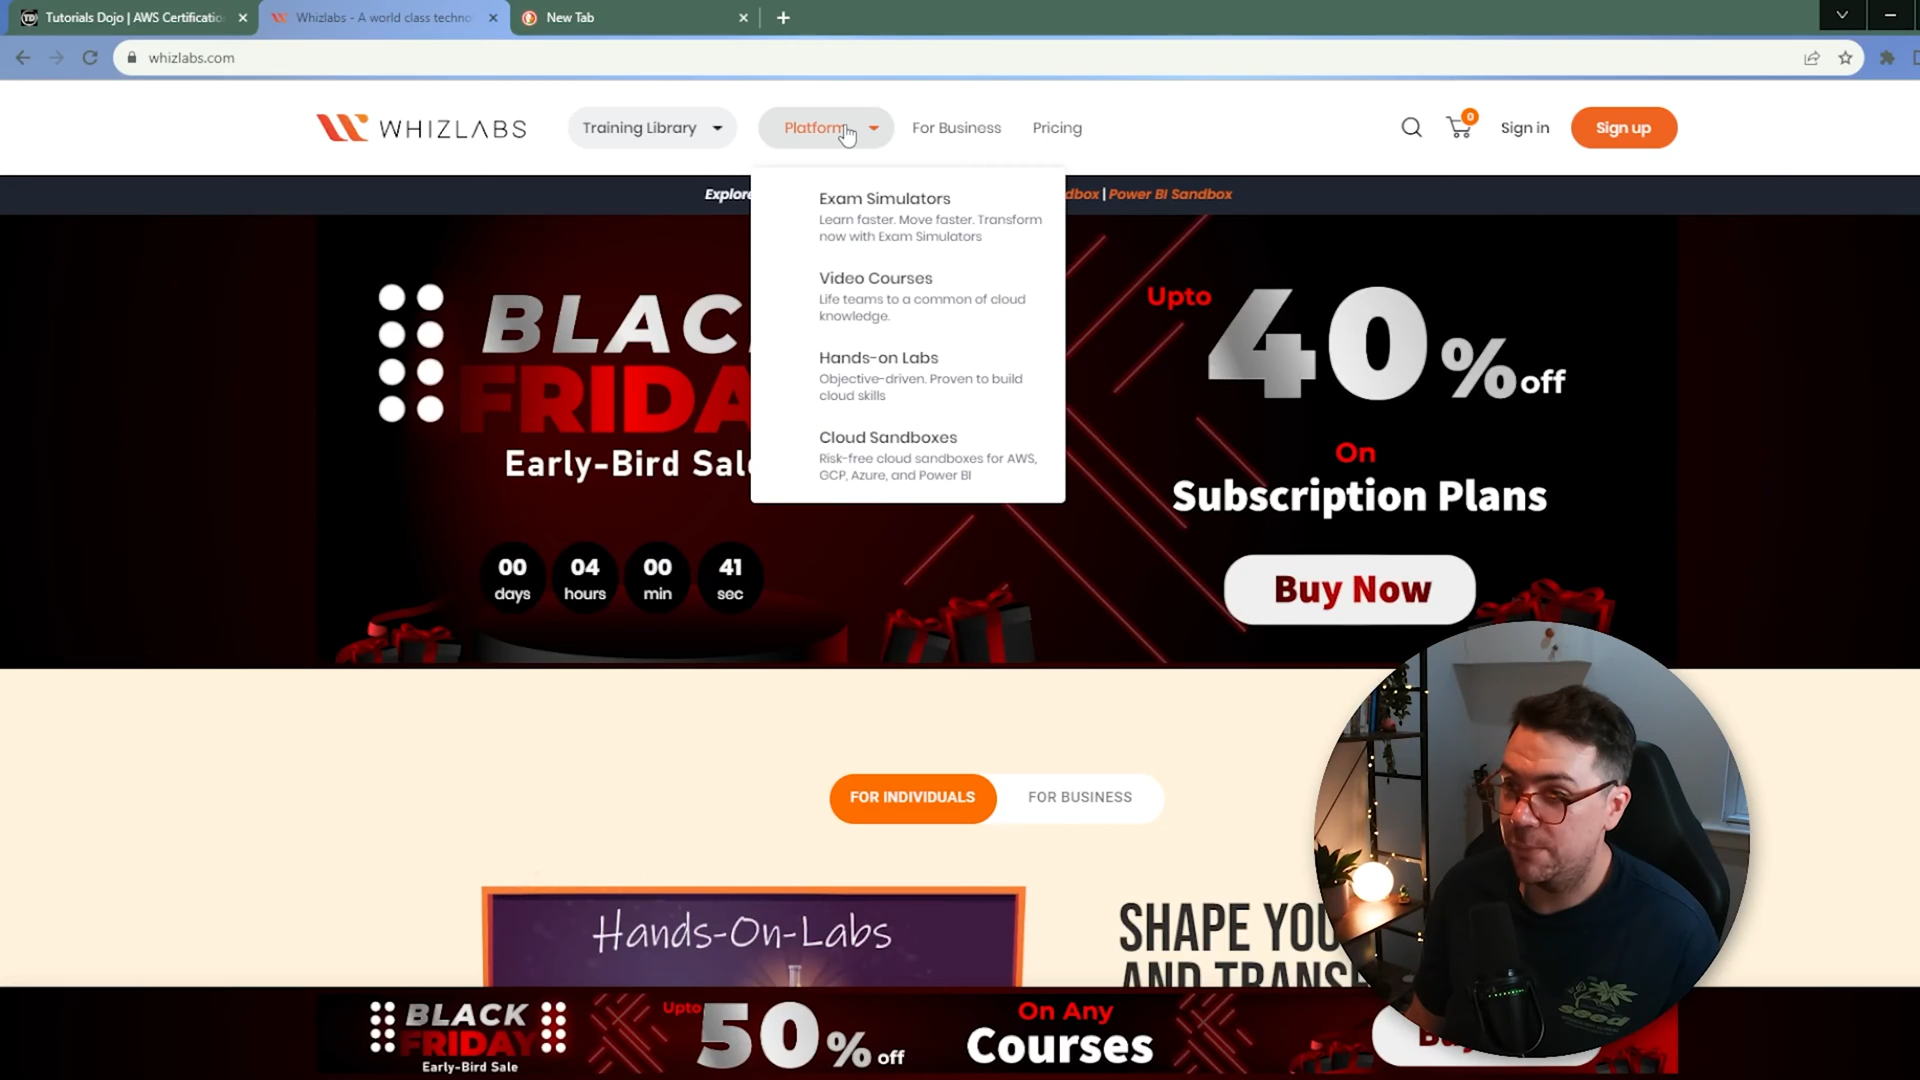 Tutorials Dojo | AWS Certificatio
Whizlabs - A world class techno
New Tab
whizlabs.com
WHIZLABS
Training Library
Platform
For Business
Pricing
0
Sign in
Sign up
Explore
dbox | Power BI Sandbox
Exam Simulators
Learn faster. Move faster. Transform
now with Exam Simulators
Video Courses
Life teams to a common of cloud
knowledge.
Hands-on Labs
Objective-driven. Proven to build
cloud skills
Cloud Sandboxes
Risk-free cloud sandboxes for AWS,
GCP, Azure, and Power BI
BLAC
FRIDA
Early-Bird Sale
00 days
04 hours
00 min
41 sec
Upto 40% off
On
Subscription Plans
Buy Now
FOR INDIVIDUALS
FOR BUSINESS
Hands-On-Labs
SHAPE YOU
AND TRANS
BLACK
FRIDAY
Early-Bird Sale
Upto 50% off
On Any
Courses
seed